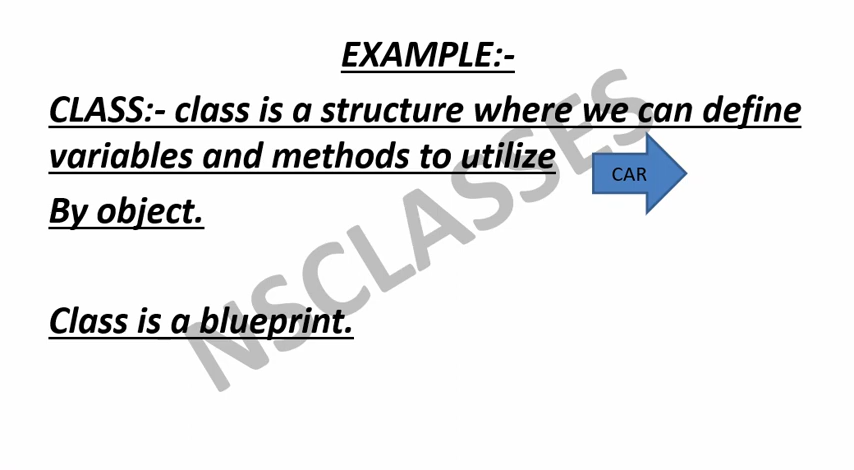 EXAMPLE:-
CLASS:- class is a structure where we can define
variables and methods to utilize
CAR
By object.
Class is a blueprint.
NSCLASSES